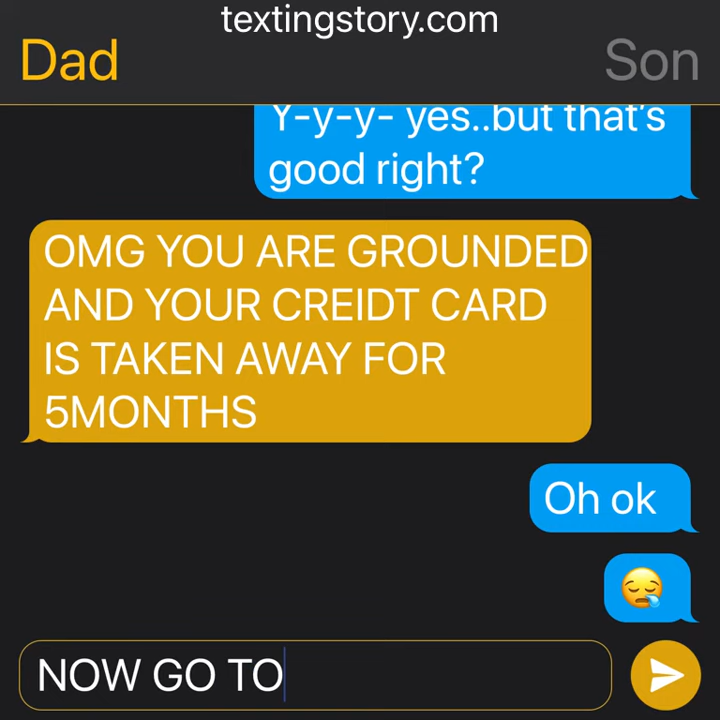 textingstory.com
Dad
Son
Y-y-y- yes..but that's
good right?
OMG YOU ARE GROUNDED
AND YOUR CREIDT CARD
IS TAKEN AWAY FOR
5MONTHS
Oh ok
😪
NOW GO TO